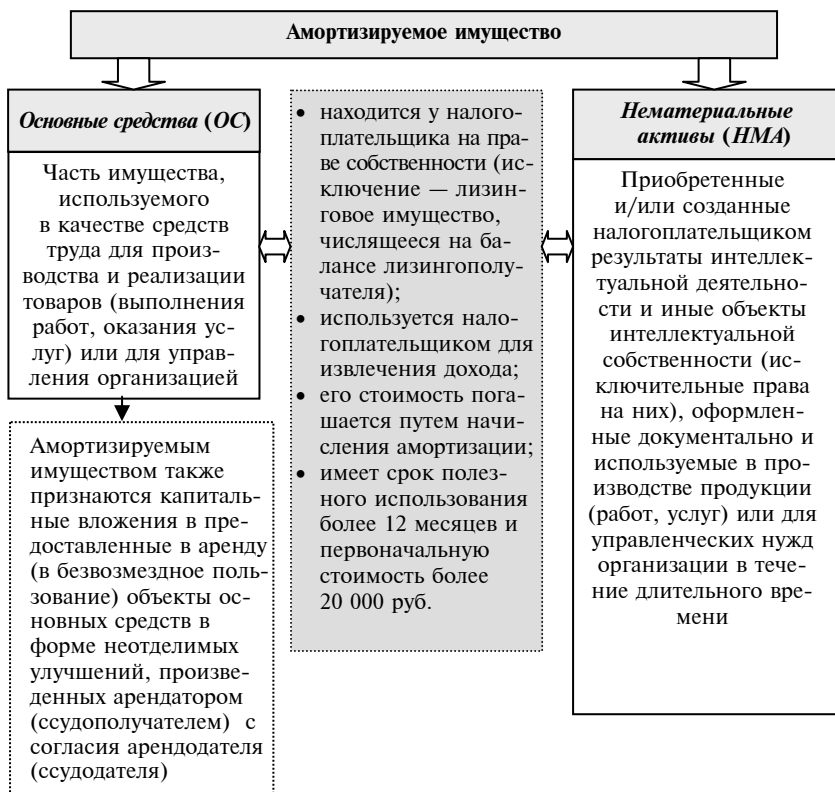 Амортизируемое имущество
Основные средства (ОС)
Часть имущества,
используемого
в качестве средств
труда для произ-
водства и реализации
товаров (выполнения
работ, оказания ус-
луг) или для управ-
ления организацией
Амортизируемым
имуществом также
признаются капиталь-
ные вложения в пре-
доставленные в аренду
(в безвозмездное поль-
зование) объекты ос-
новных средств в
форме неотделимых
улучшений, произве-
денных арендатором
(ссудополучателем) с
согласия арендодателя
(ссудодателя)
• находится у налого-
плательщика на пра-
ве собственности (ис-
ключение — лизин-
говое имущество,
числящееся на ба-
лансе лизингополу-
чателя);
• используется нало-
гоплательщиком для
извлечения дохода;
• его стоимость пога-
шается путем начи-
сления амортизации;
• имеет срок полез-
ного использования
более 12 месяцев и
первоначальную
стоимость более
20 000 руб.
Нематериальные
активы (НМА)
Приобретенные
и/или созданные
налогоплательщиком
результаты интеллек-
туальной деятельно-
сти и иные объекты
интеллектуальной
собственности (ис-
ключительные права
на них), оформлен-
ные документально и
используемые в про-
изводстве продукции
(работ, услуг) или для
управленческих нужд
организации в тече-
ние длительного вре-
мени